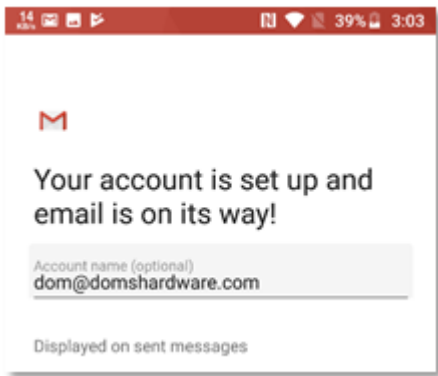 14 KB/s 39% 3:03
Your account is set up and
email is on its way!
Account name (optional)
dom@domshardware.com
Displayed on sent messages